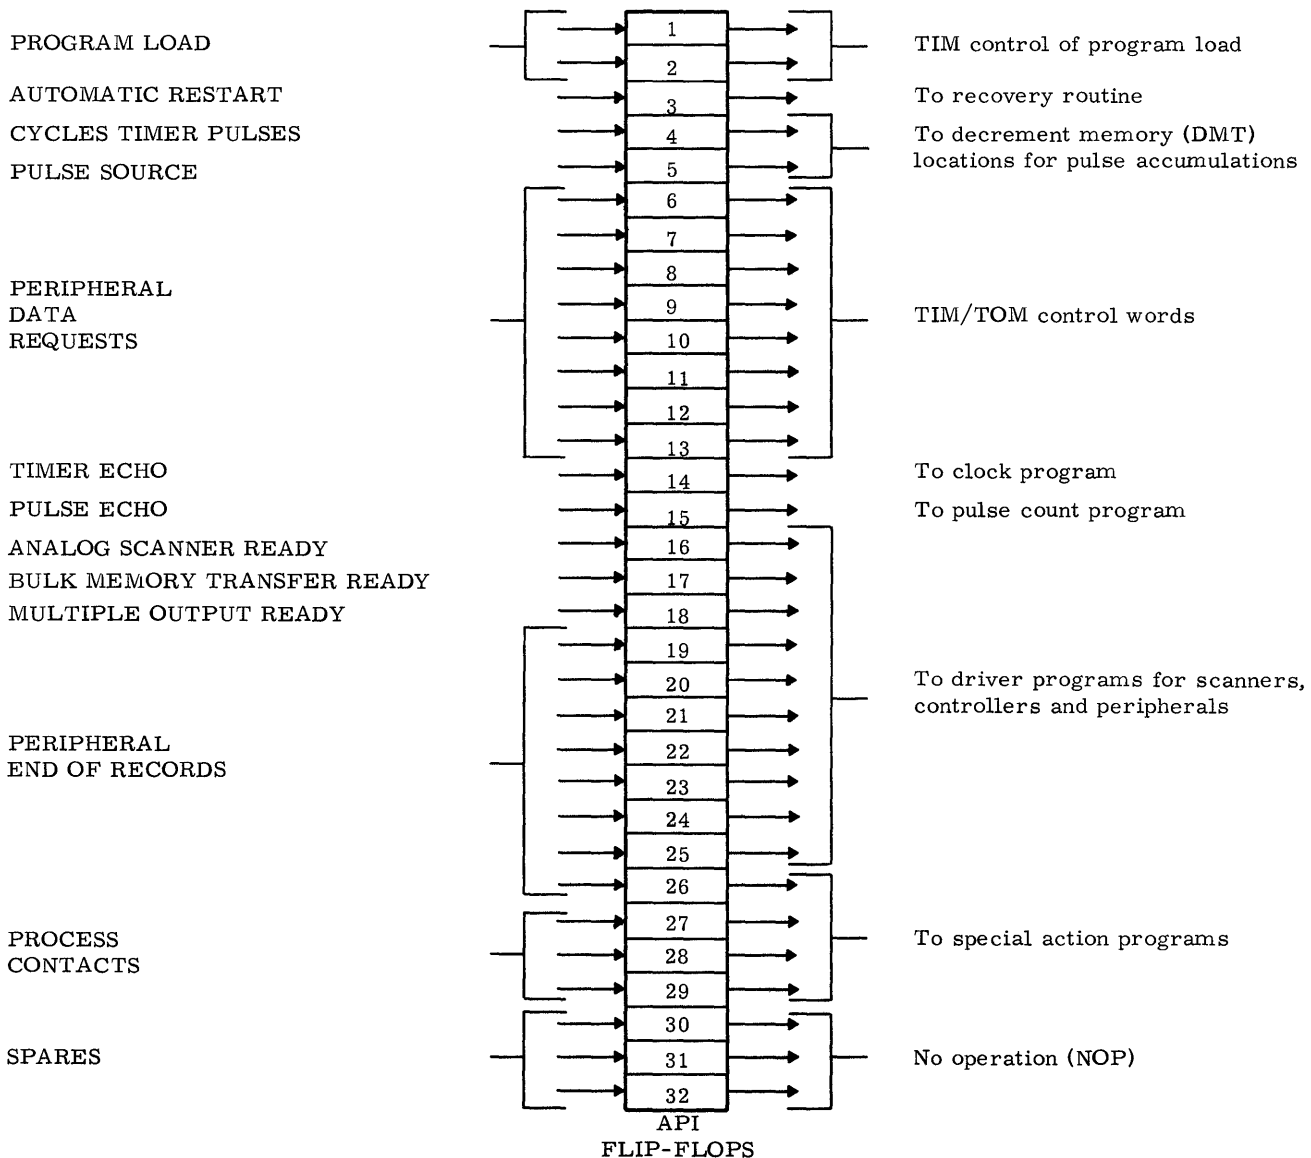 PROGRAM LOAD
1
TIM control of program load
2
AUTOMATIC RESTART
3
To recovery routine
CYCLES TIMER PULSES
4
To decrement memory (DMT)
locations for pulse accumulations
PULSE SOURCE
5
6
7
8
PERIPHERAL
DATA
REQUESTS
9
TIM/TOM control words
10
11
12
13
TIMER ECHO
14
To clock program
PULSE ECHO
15
To pulse count program
ANALOG SCANNER READY
16
BULK MEMORY TRANSFER READY
17
MULTIPLE OUTPUT READY
18
19
20
To driver programs for scanners,
controllers and peripherals
21
PERIPHERAL
END OF RECORDS
22
23
24
25
26
27
PROCESS
CONTACTS
28
To special action programs
29
30
SPARES
31
No operation (NOP)
32
API
FLIP-FLOPS